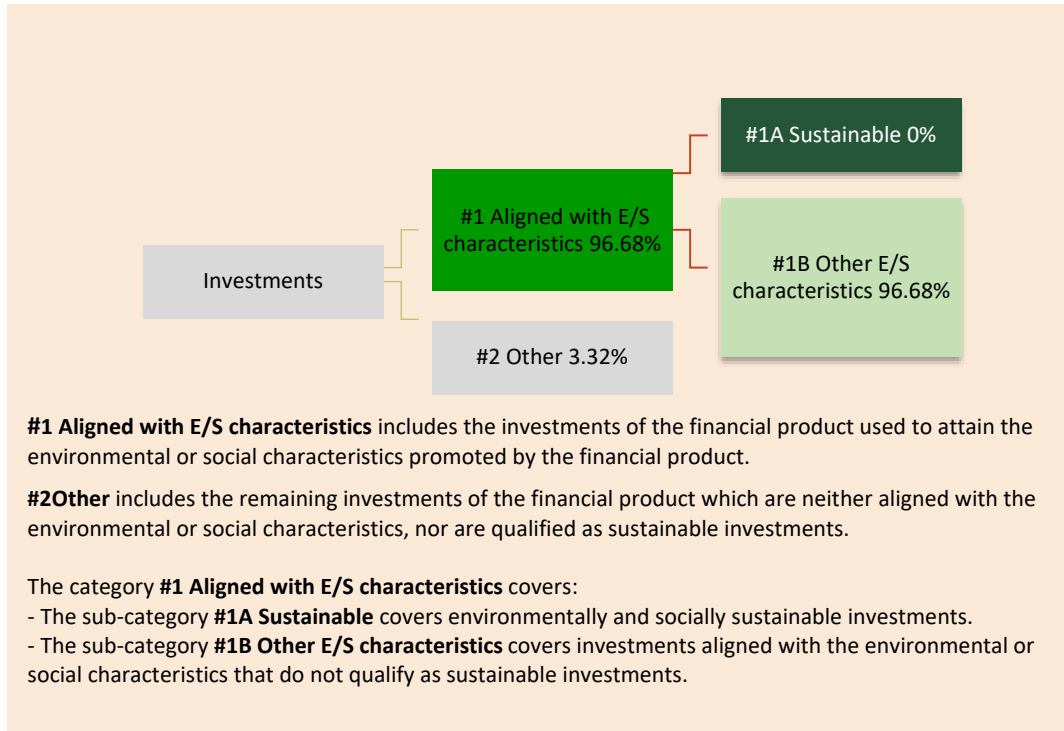 #1A Sustainable 0%
#1 Aligned with E/S
characteristics 96.68%
#1B Other E/S
characteristics 96.68%
Investments
#2 Other 3.32%
#1 Aligned with E/S characteristics includes the investments of the financial product used to attain the
environmental or social characteristics promoted by the financial product.
#2Other includes the remaining investments of the financial product which are neither aligned with the
environmental or social characteristics, nor are qualified as sustainable investments.
The category #1 Aligned with E/S characteristics covers:
- The sub-category #1A Sustainable covers environmentally and socially sustainable investments.
- The sub-category #1B Other E/S characteristics covers investments aligned with the environmental or
social characteristics that do not qualify as sustainable investments.